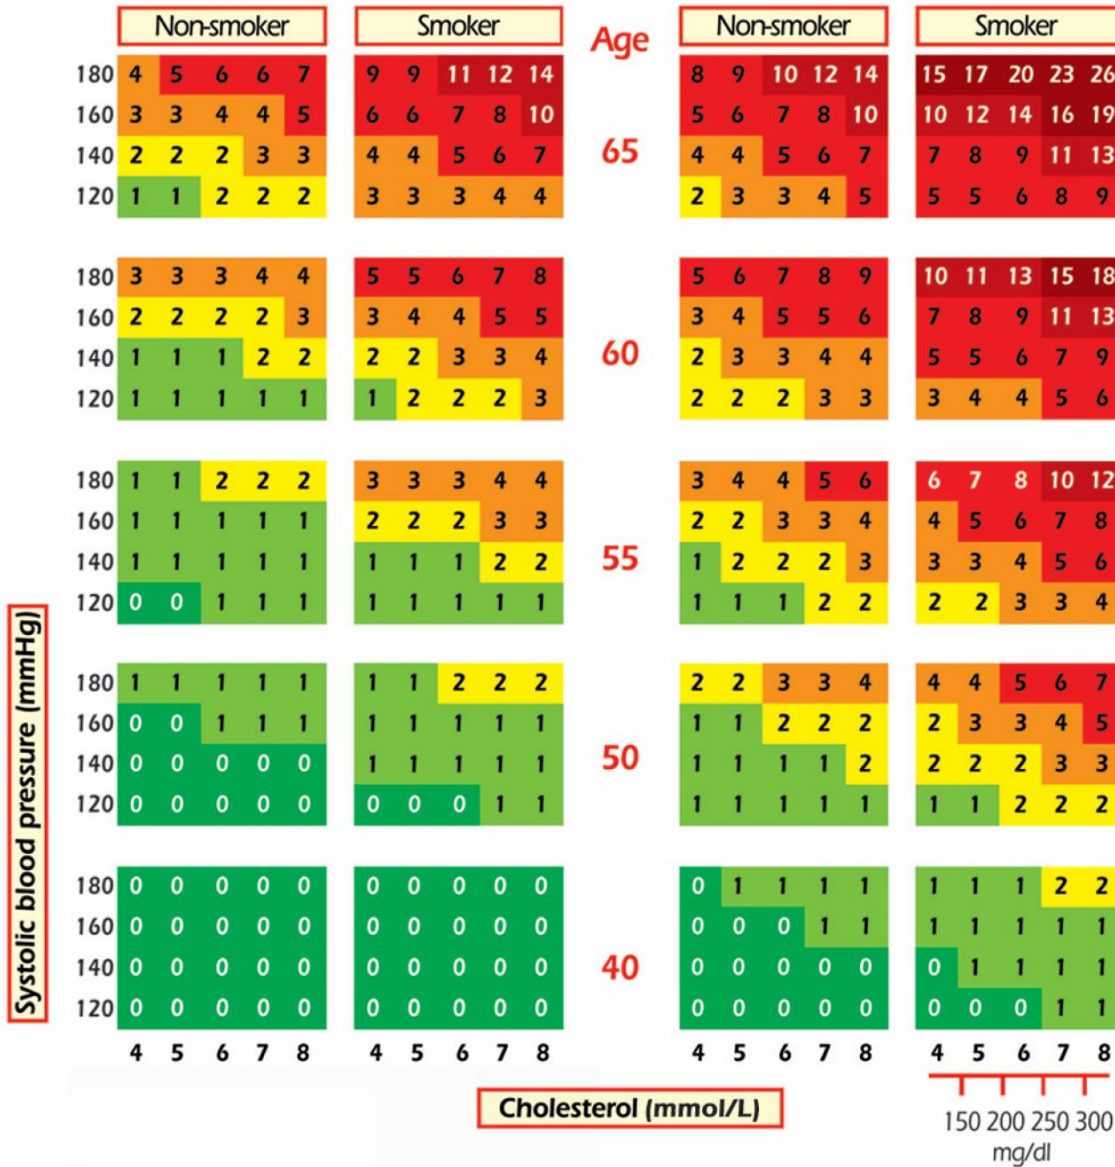 Non-smoker Smoker Age Non-smoker Smoker
180 4 5 6 6 7 9 9 11 12 14 8 9 10 12 14 15 17 20 23 26
160 3 3 4 4 5 6 6 7 8 10 5 6 7 8 10 10 12 14 16 19
65
140 2 2 2 3 3 4 4 5 6 7 4 4 5 6 7 7 8 9 11 13
120 1 1 2 2 2 3 3 3 4 4 2 3 3 4 5 5 5 6 8 9
180 3 3 3 4 4 5 5 6 7 8 5 6 7 8 9 10 11 13 15 18
160 2 2 2 2 3 3 4 4 5 5 3 4 5 5 6 7 8 9 11 13
60
140 1 1 1 2 2 2 2 3 3 4 2 3 3 4 4 5 5 6 7 9
120 1 1 1 1 1 1 2 2 2 3 2 2 2 3 3 3 4 4 5 6
180 1 1 2 2 2 3 3 3 4 4 3 4 4 5 6 6 7 8 10 12
160 1 1 1 1 1 2 2 2 3 3 2 2 3 3 4 4 5 6 7 8
55
140 1 1 1 1 1 1 1 1 2 2 1 2 2 2 3 3 3 4 5 6
120 0 0 1 1 1 1 1 1 1 1 1 1 1 2 2 2 2 3 3 4
180 1 1 1 1 1 1 1 2 2 2 2 2 3 3 4 4 4 5 6 7
160 0 0 1 1 1 1 1 1 1 1 1 1 2 2 2 2 3 3 4 5
50
140 0 0 0 0 0 1 1 1 1 1 1 1 1 1 2 2 2 2 3 3
120 0 0 0 0 0 0 0 0 1 1 1 1 1 1 1 1 1 2 2 2
180 0 0 0 0 0 0 0 0 0 0 0 1 1 1 1 1 1 1 2 2
160 0 0 0 0 0 0 0 0 0 0 0 0 0 1 1 1 1 1 1 1
40
140 0 0 0 0 0 0 0 0 0 0 0 0 0 0 0 0 1 1 1 1
120 0 0 0 0 0 0 0 0 0 0 0 0 0 0 0 0 0 0 1 1
4 5 6 7 8 4 5 6 7 8 4 5 6 7 8 4 5 6 7 8
Systolic blood pressure (mmHg)
Cholesterol (mmol/L)
150 200 250 300
mg/dl